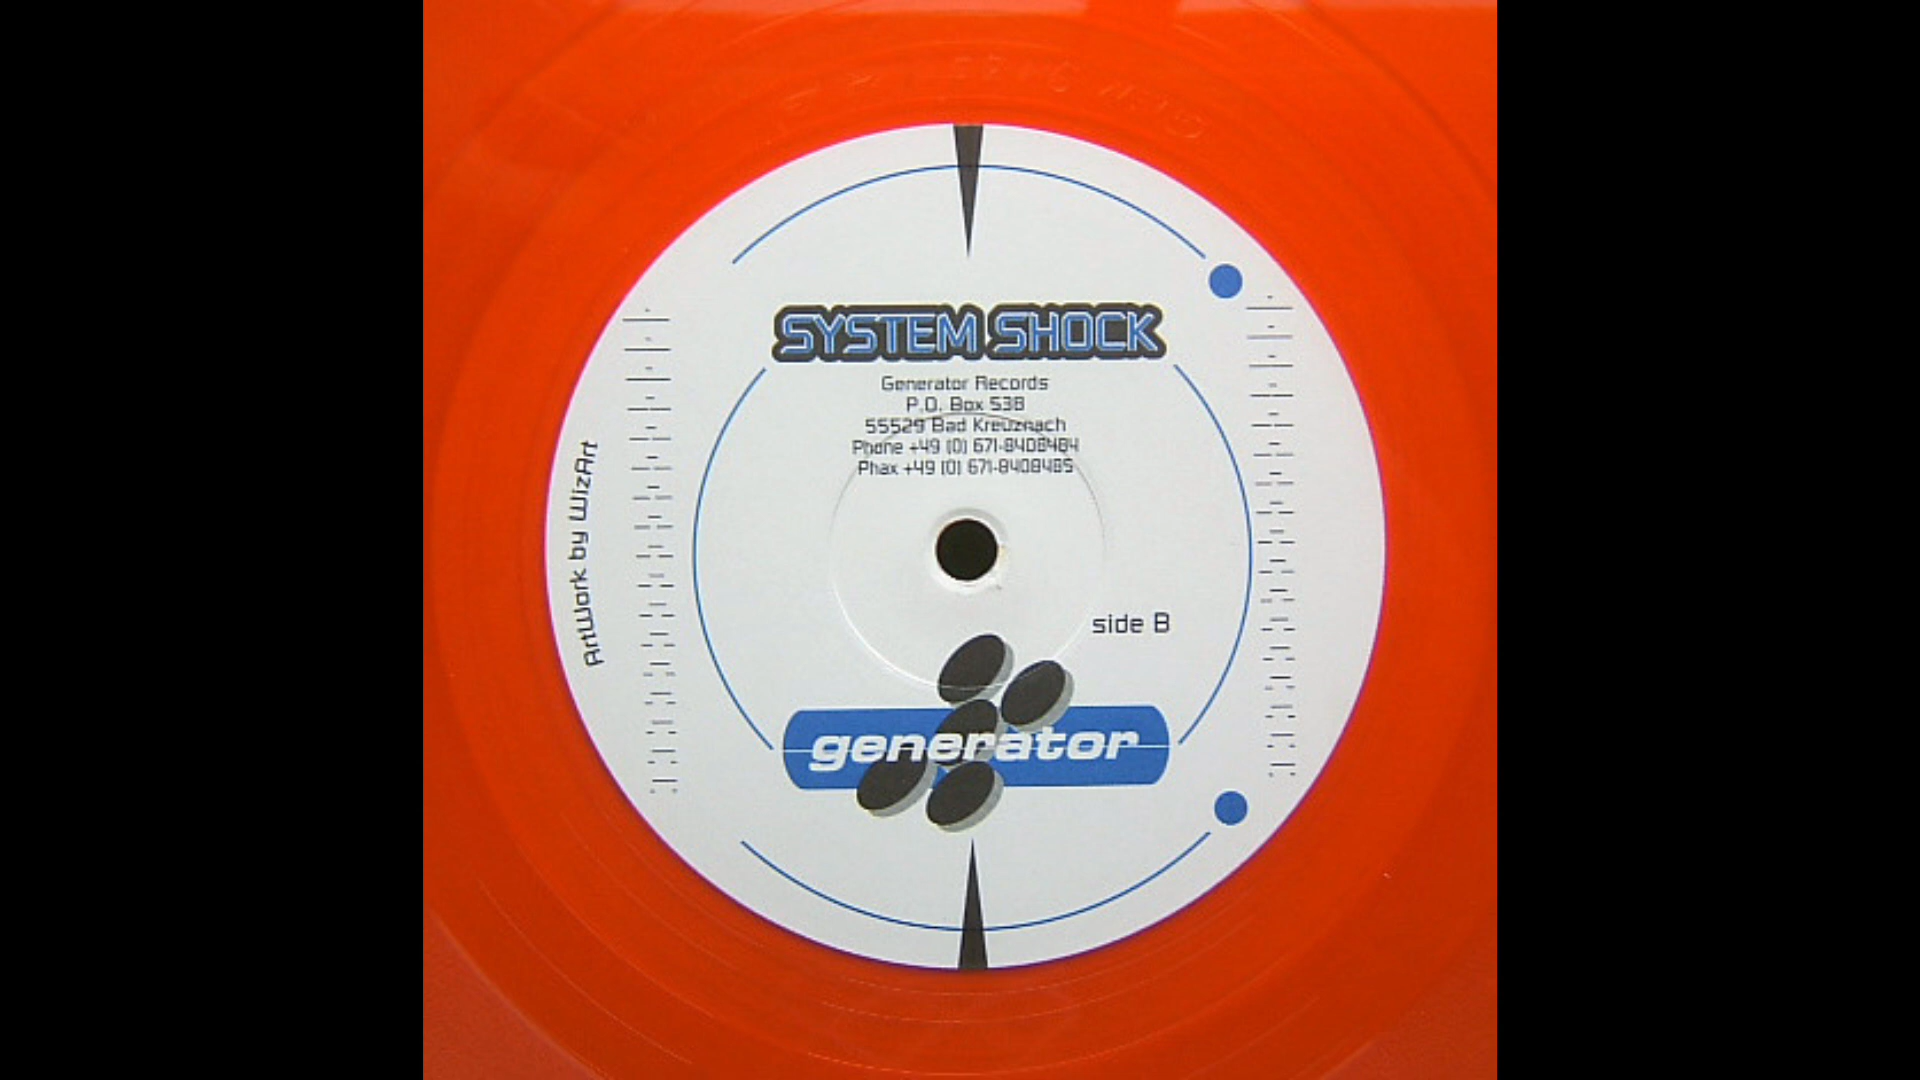 SYSTEM SHOCK
Generator Records
P.O. Box 538
55529 Bad Kreuznach
Phone +49 (0) 671-8408484
Phax +49 (0) 671-8408485
ArtWork by WizArt
side B
generator